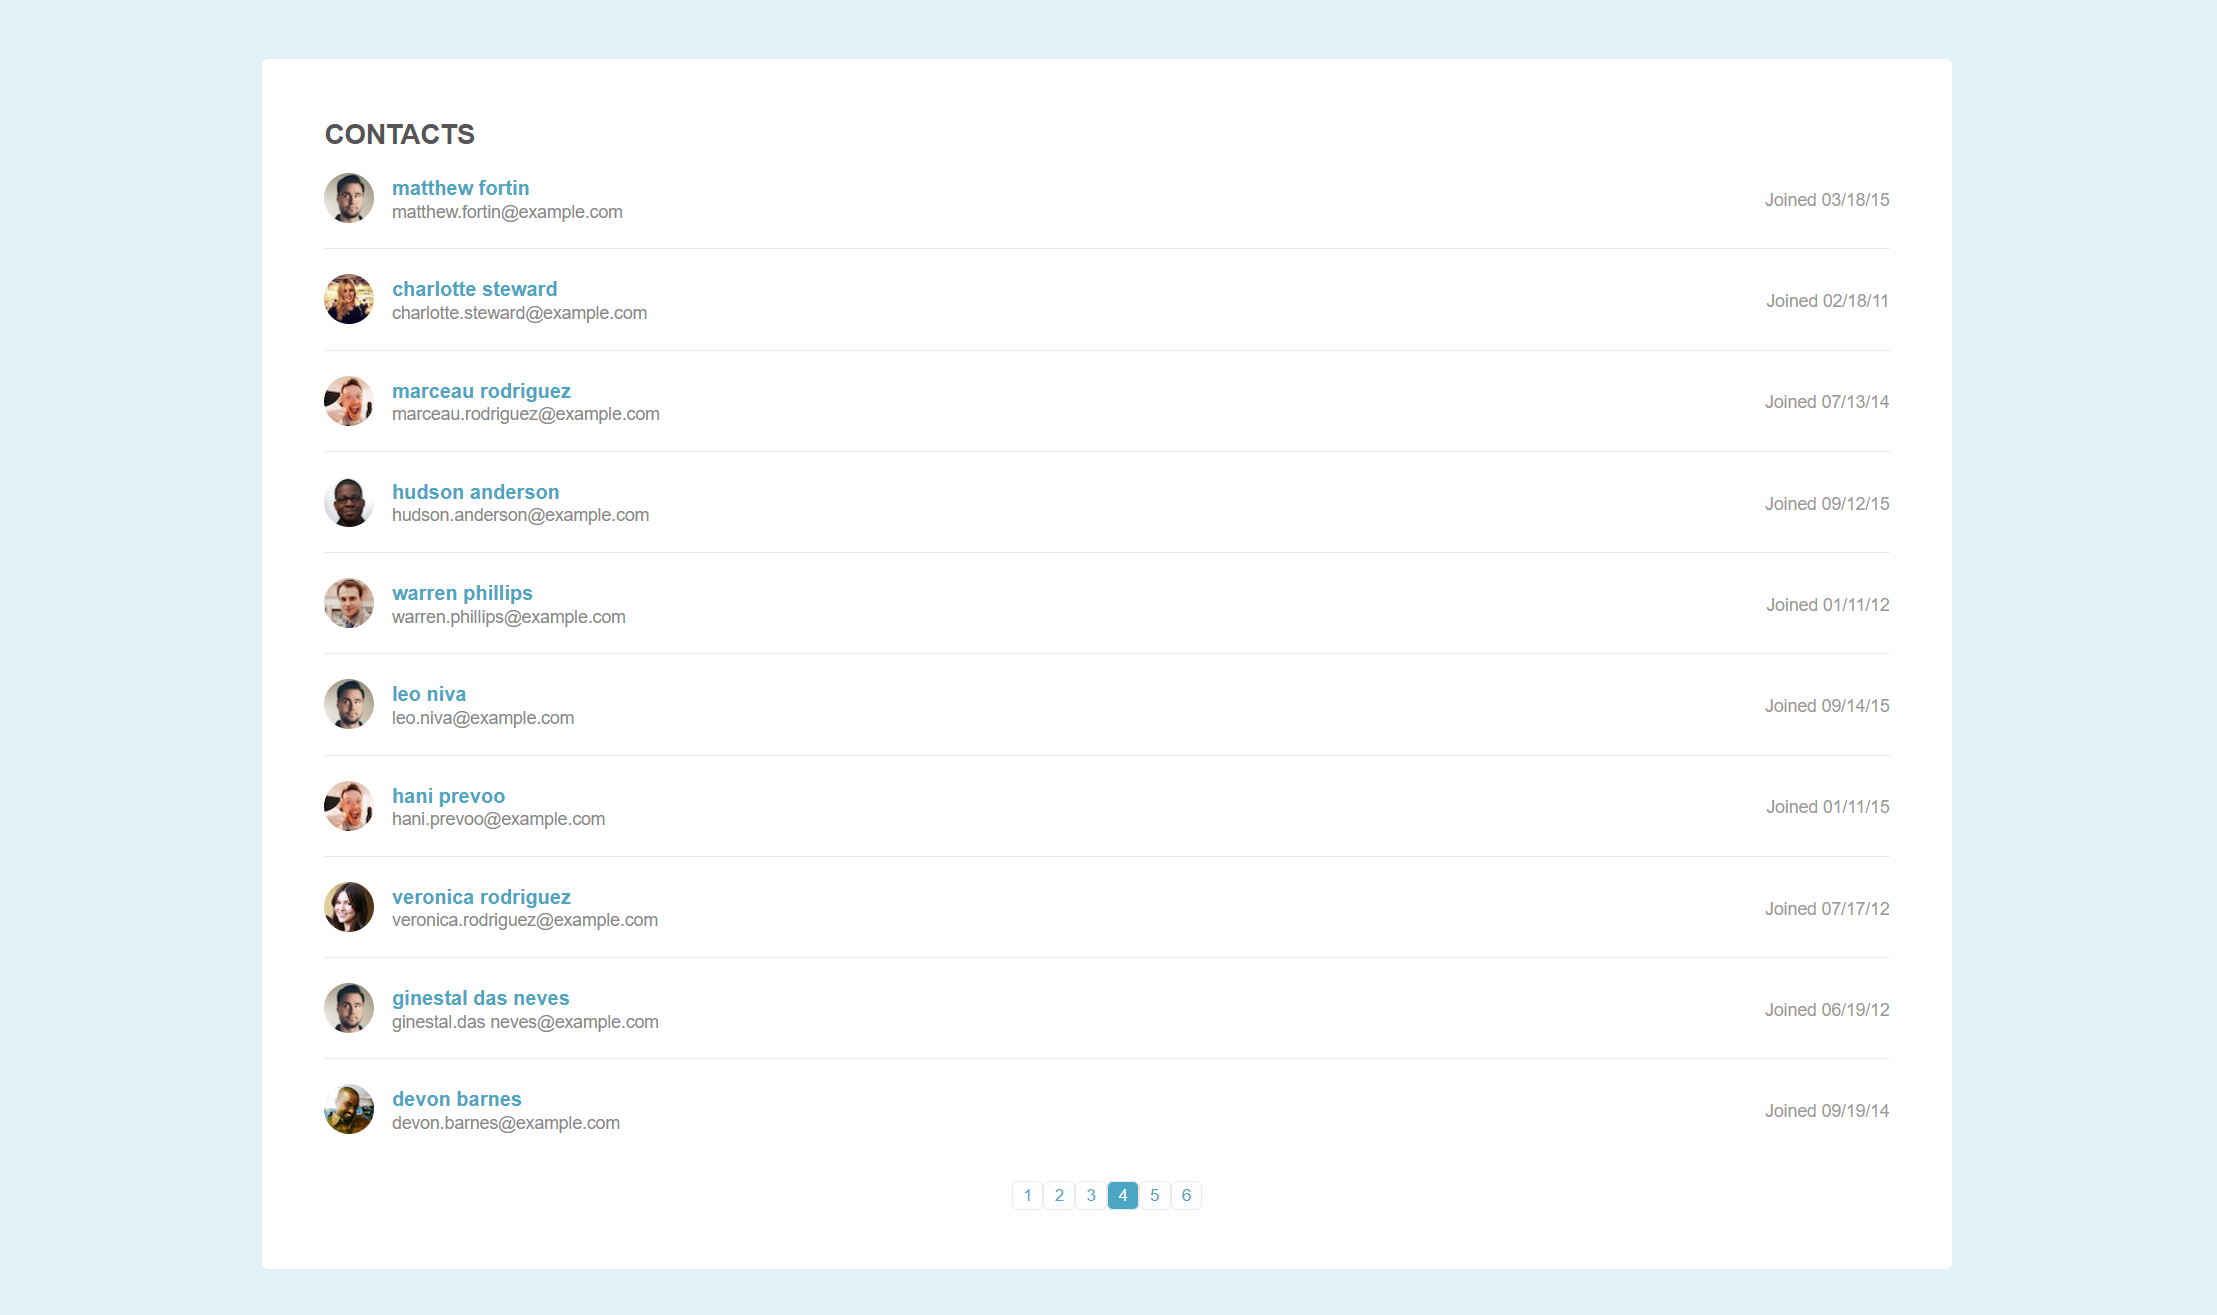 CONTACTS
matthew fortin
matthew.fortin@example.com
Joined 03/18/15
charlotte steward
charlotte.steward@example.com
Joined 02/18/11
marceau rodriguez
marceau.rodriguez@example.com
Joined 07/13/14
hudson anderson
hudson.anderson@example.com
Joined 09/12/15
warren phillips
warren.phillips@example.com
Joined 01/11/12
leo niva
leo.niva@example.com
Joined 09/14/15
hani prevoo
hani.prevoo@example.com
Joined 01/11/15
veronica rodriguez
veronica.rodriguez@example.com
Joined 07/17/12
ginestal das neves
ginestal.das neves@example.com
Joined 06/19/12
devon barnes
devon.barnes@example.com
Joined 09/19/14
1 2 3 4 5 6